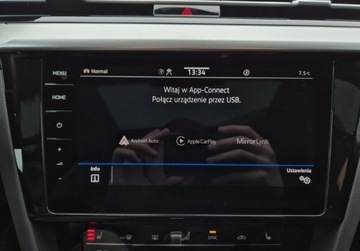 MENU
Normal
13:34
7.5°C
Witaj w App-Connect
HOME
Połącz urządzenie przez USB.
Android Auto
Apple CarPlay
MirrorLink
Info
Ustawienia
SYNC